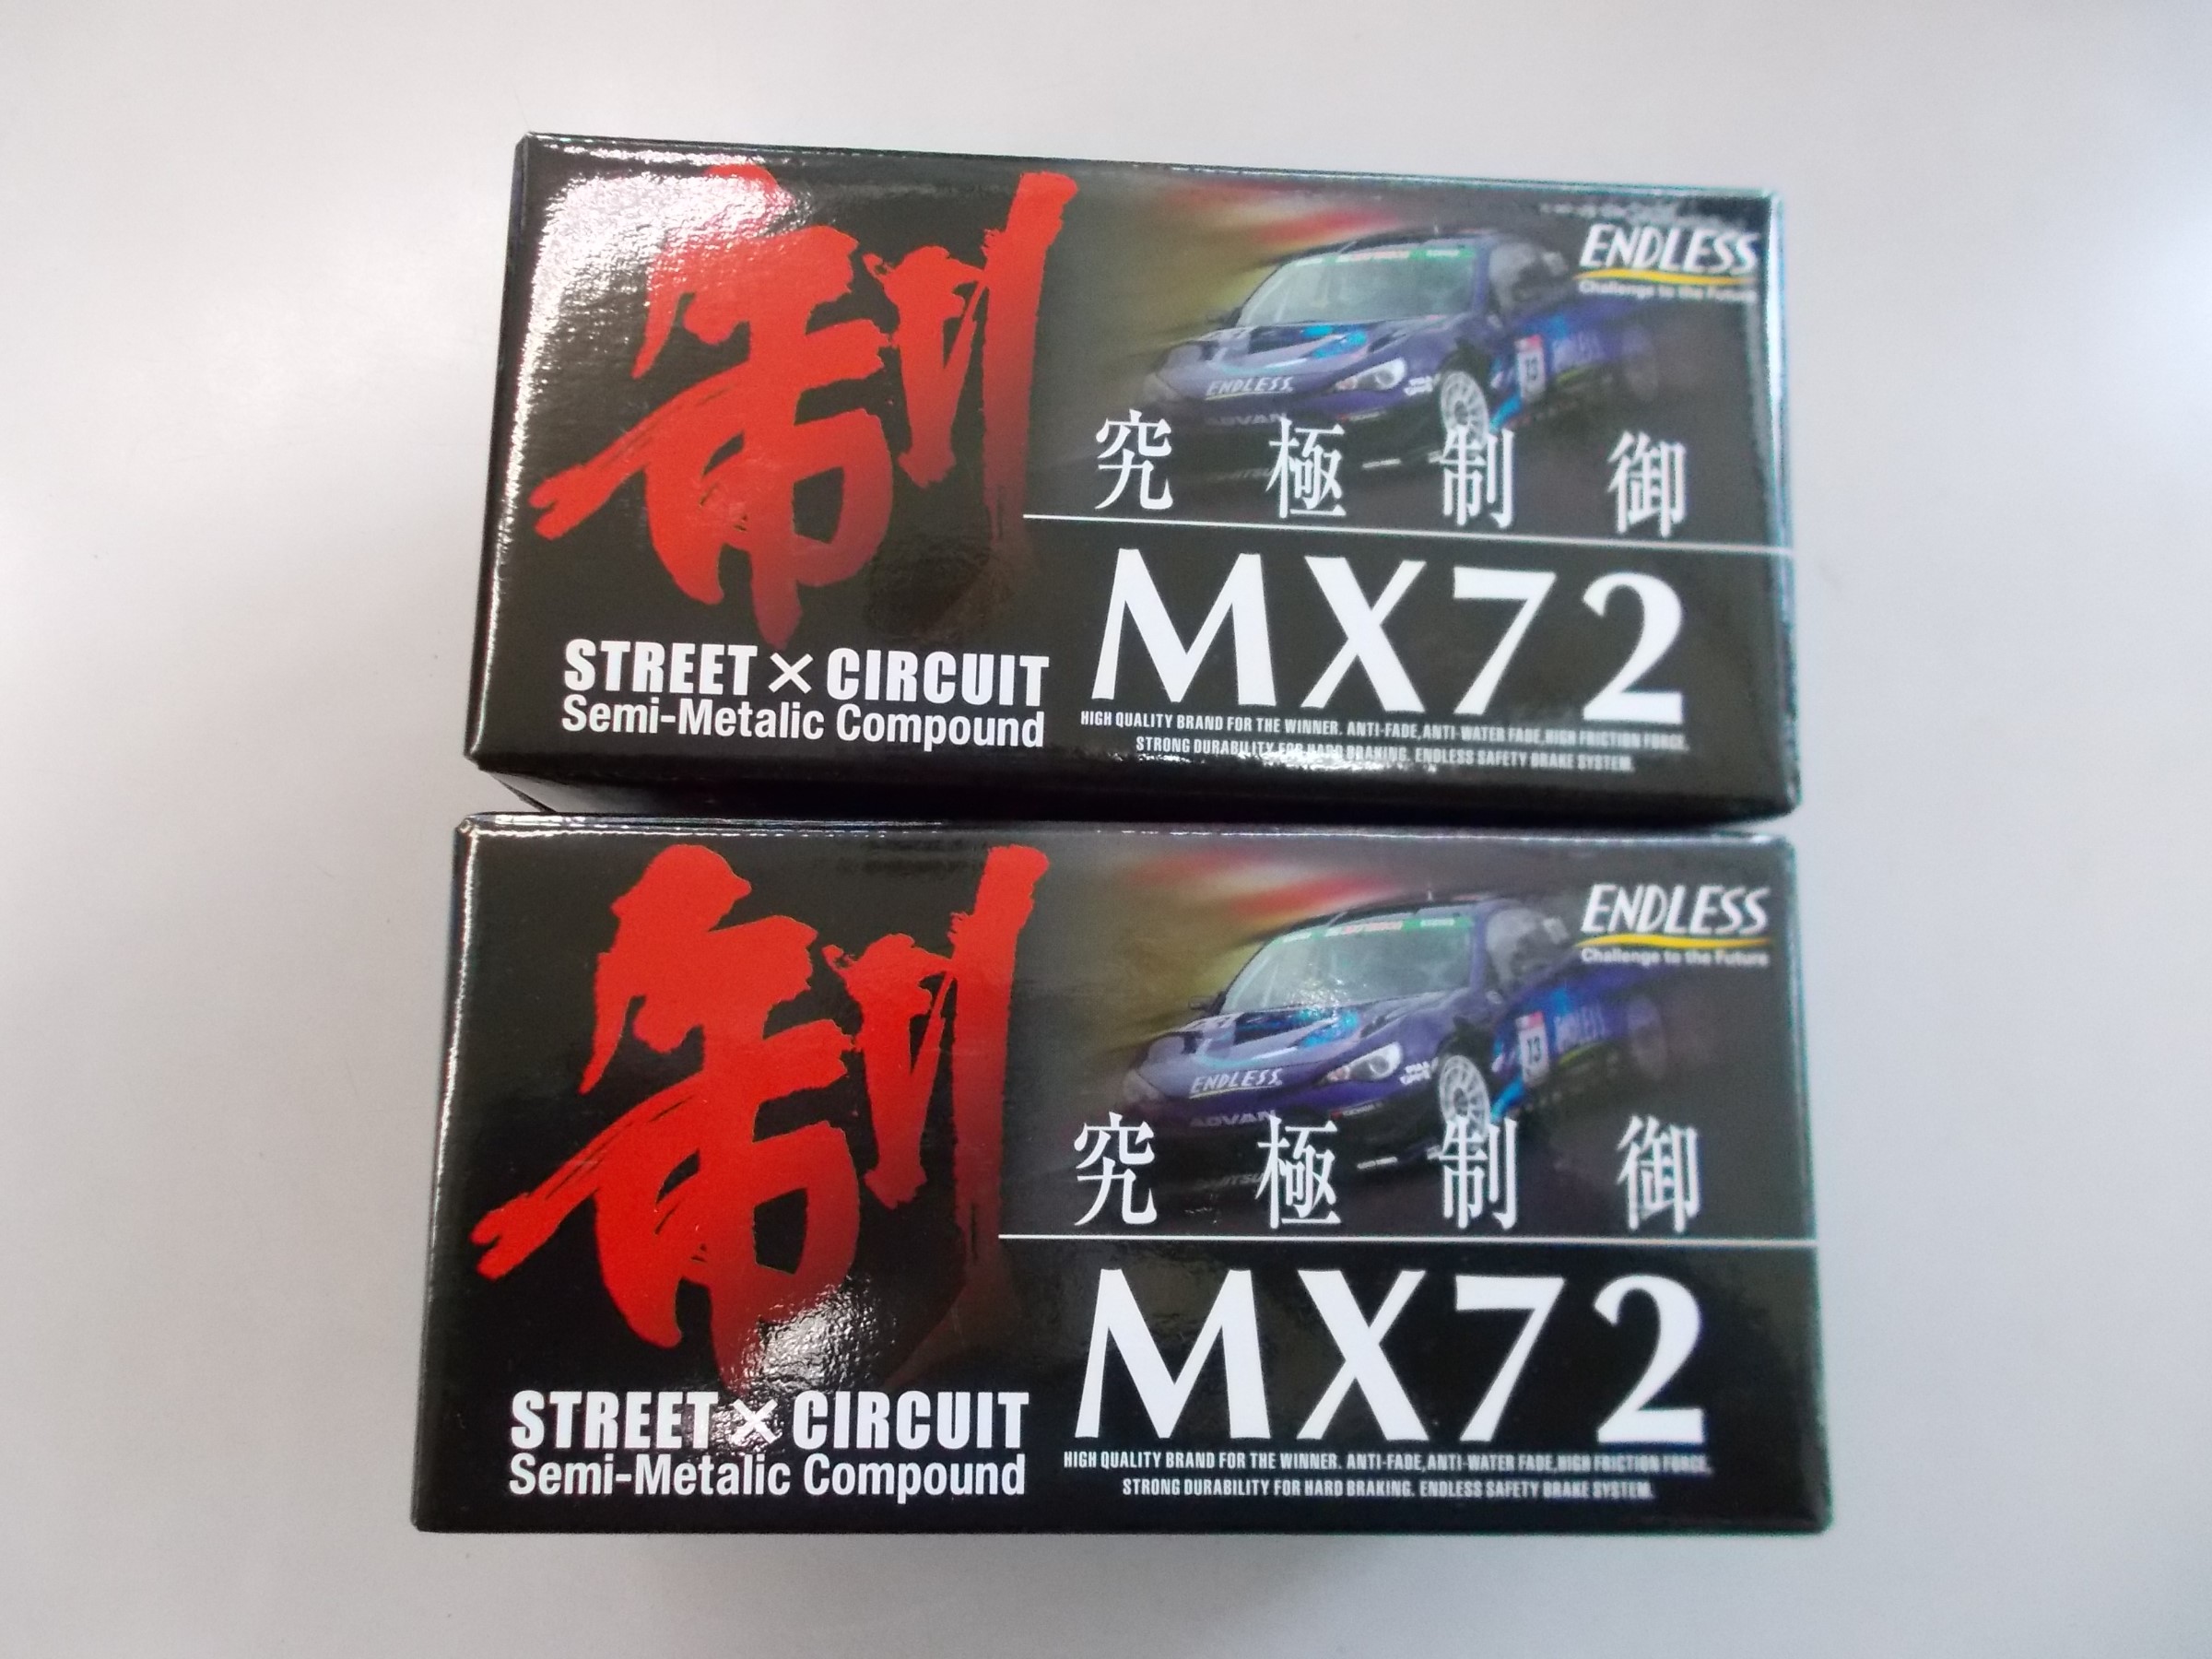 制
ENDLESS
Challenge to the Future
ENDLESS
ADVAN
13
究極制御
MX72
STREET×CIRCUIT
Semi-Metalic Compound
HIGH QUALITY BRAND FOR THE WINNER. ANTI-FADE,ANTI-WATER FADE,HIGH FRICTION FORCE.
STRONG DURABILITY FOR HARD BRAKING. ENDLESS SAFETY BRAKE SYSTEM.
制
ENDLESS
Challenge to the Future
ENDLESS
ADVAN
13
究極制御
MX72
STREET×CIRCUIT
Semi-Metalic Compound
HIGH QUALITY BRAND FOR THE WINNER. ANTI-FADE,ANTI-WATER FADE,HIGH FRICTION FORCE.
STRONG DURABILITY FOR HARD BRAKING. ENDLESS SAFETY BRAKE SYSTEM.